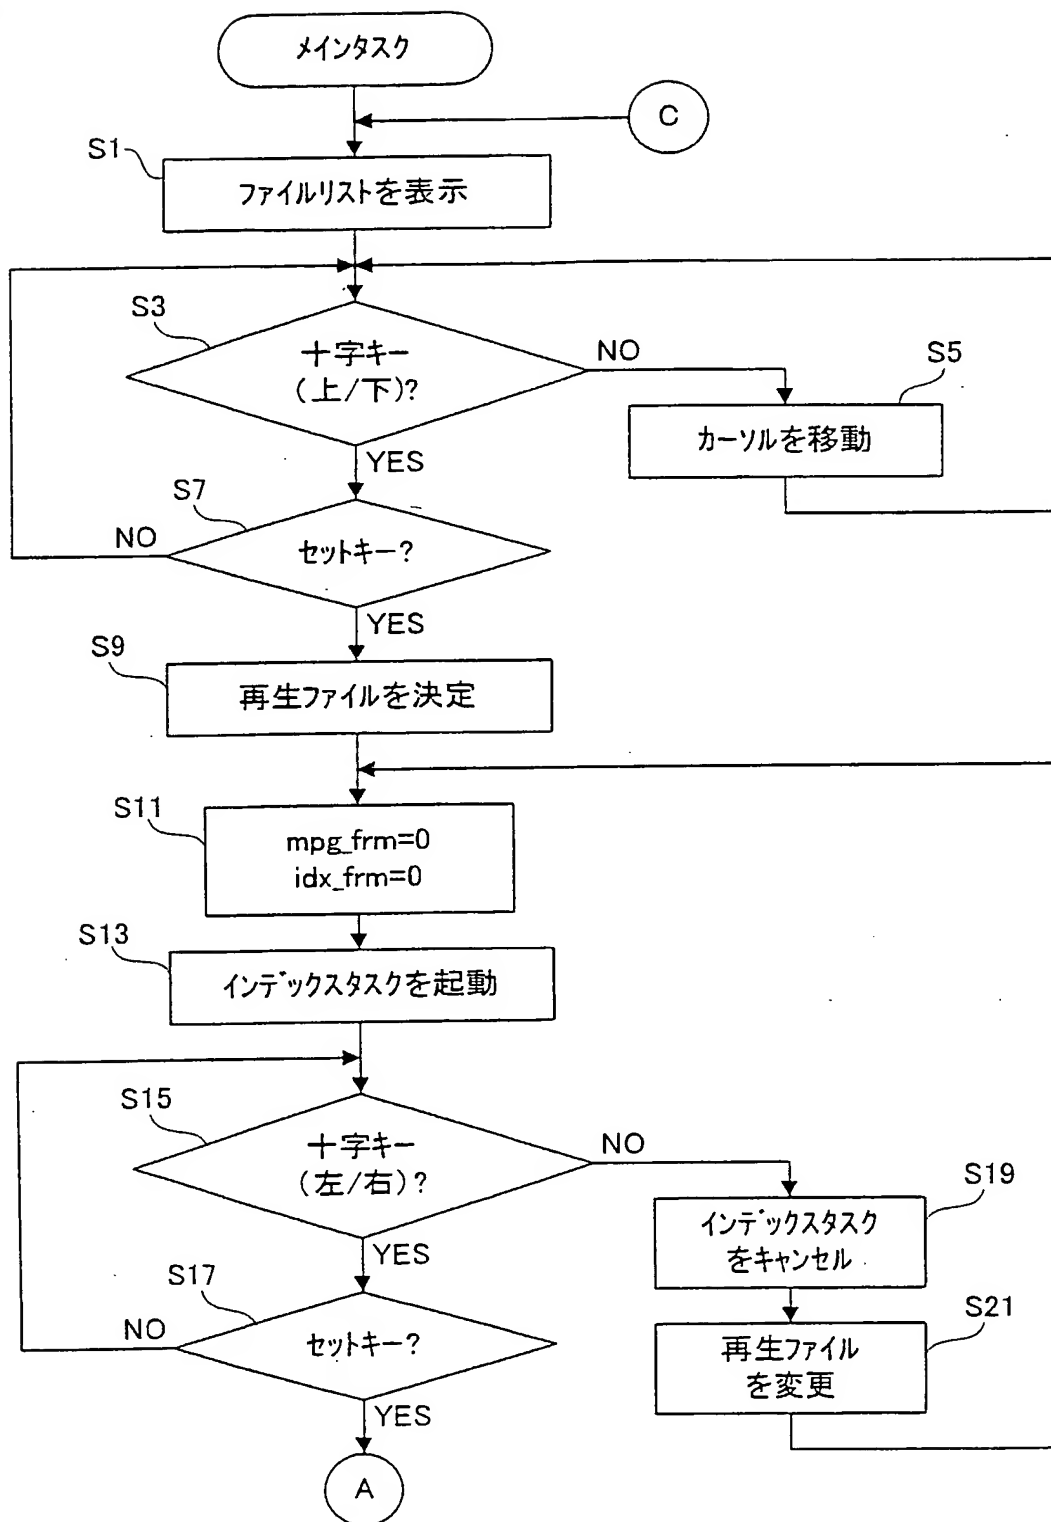 メインタスク
C
S1
ファイルリストを表示
S3
十字キー
(上/下)?
NO
S5
カーソルを移動
YES
S7
NO
セットキー?
YES
S9
再生ファイルを決定
S11
mpg_frm=0
idx_frm=0
S13
インデックスタスクを起動
S15
十字キー
(左/右)?
NO
S19
インデックスタスク
をキャンセル
YES
S17
NO
セットキー?
S21
再生ファイル
を変更
YES
A